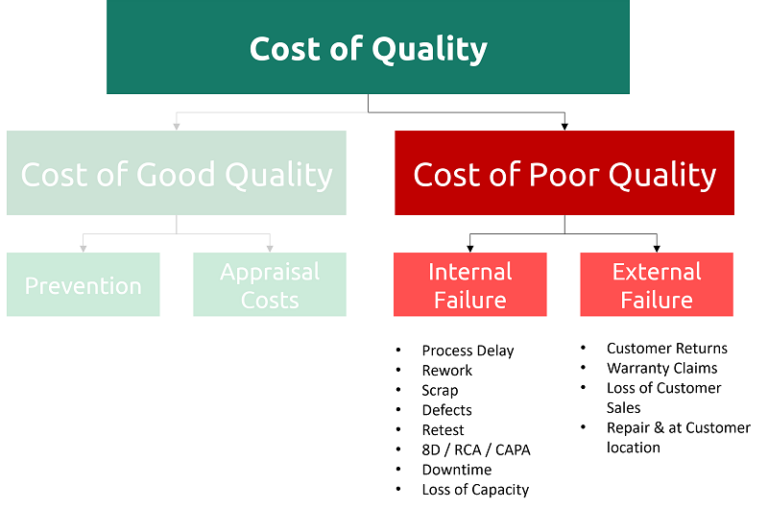 Cost of Quality
Cost of Good Quality
Cost of Poor Quality
Prevention
Appraisal
Costs
Internal
Failure
External
Failure
• Process Delay
• Rework
• Scrap
• Defects
• Retest
• 8D / RCA / CAPA
• Downtime
• Loss of Capacity
• Customer Returns
• Warranty Claims
• Loss of Customer
Sales
• Repair & at Customer
location